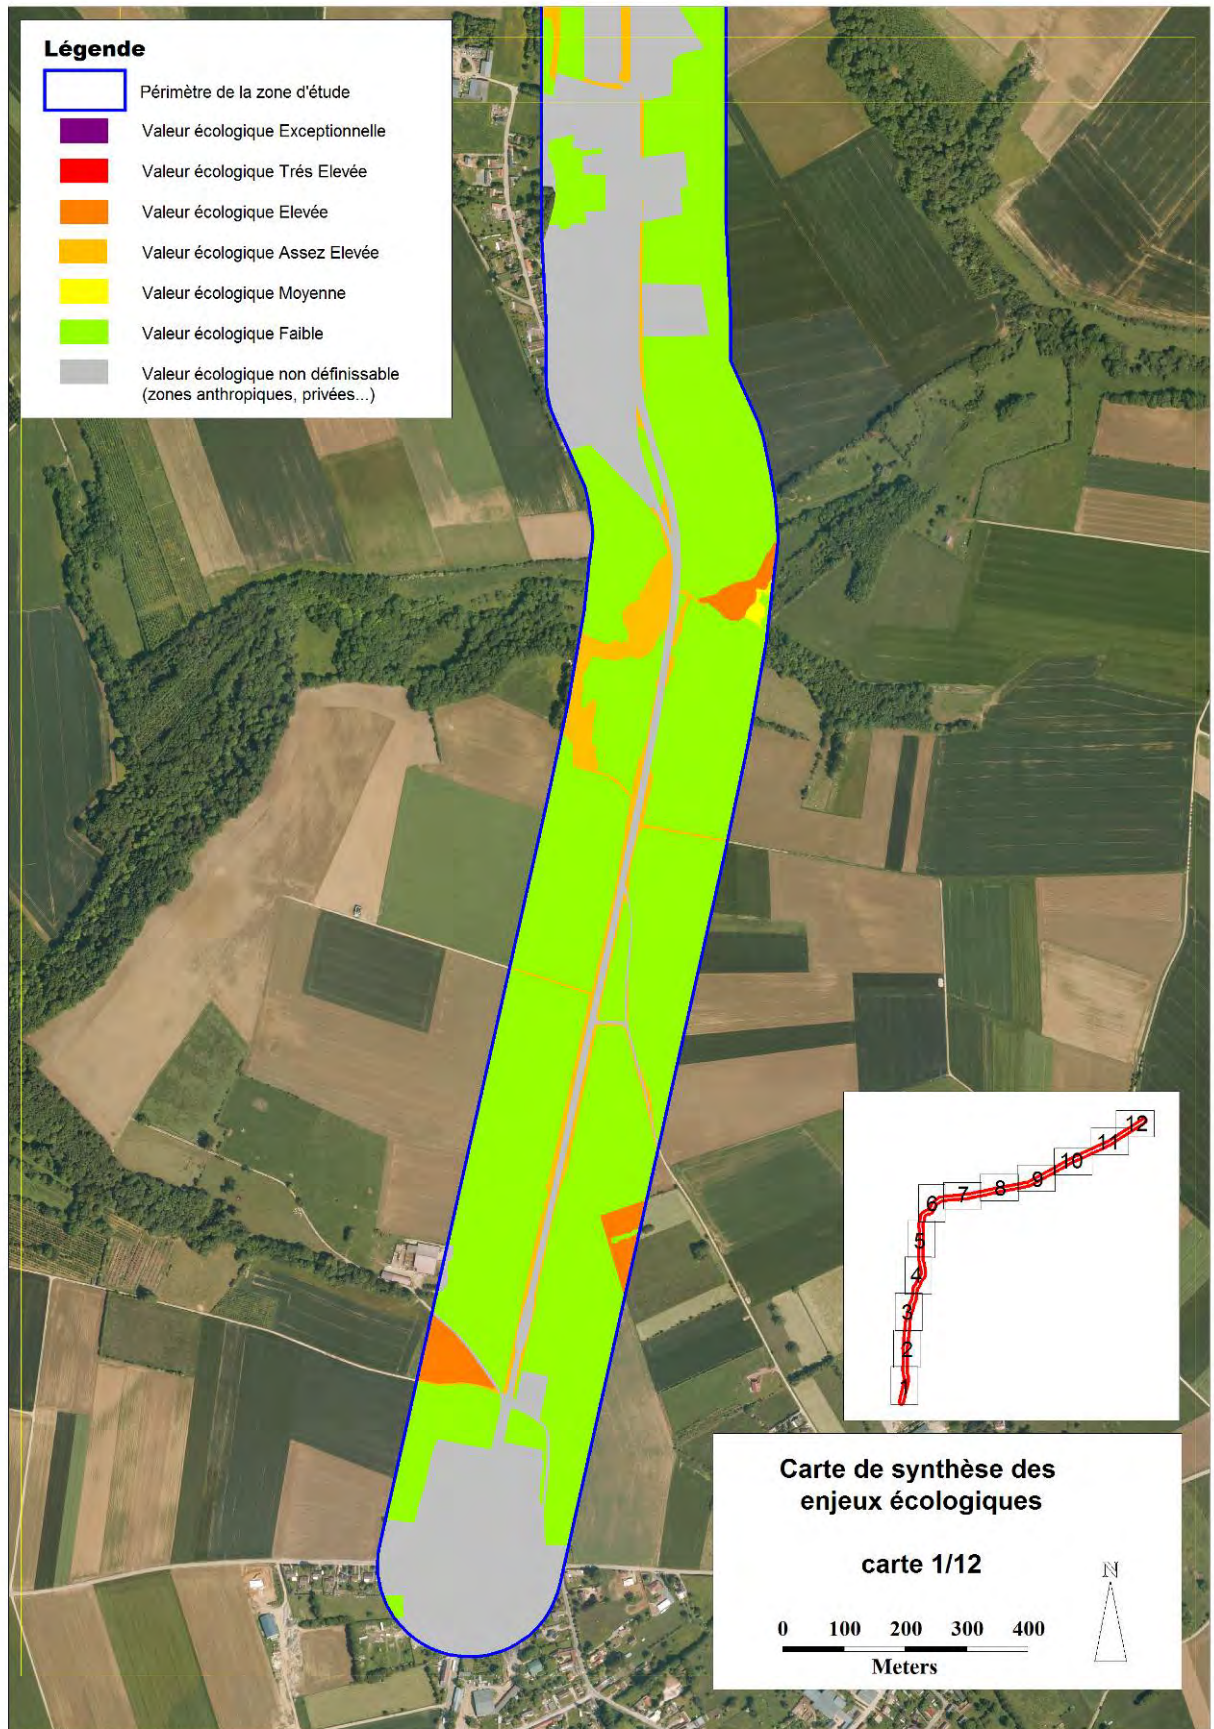 Légende
Périmètre de la zone d'étude
Valeur écologique Exceptionnelle
Valeur écologique Trés Elevée
Valeur écologique Elevée
Valeur écologique Assez Elevée
Valeur écologique Moyenne
Valeur écologique Faible
Valeur écologique non définissable
(zones anthropiques, privées...)
12
11
10
9
8
7
6
5
4
3
2
1
Carte de synthèse des
enjeux écologiques
carte 1/12
N
0 100 200 300 400
Meters